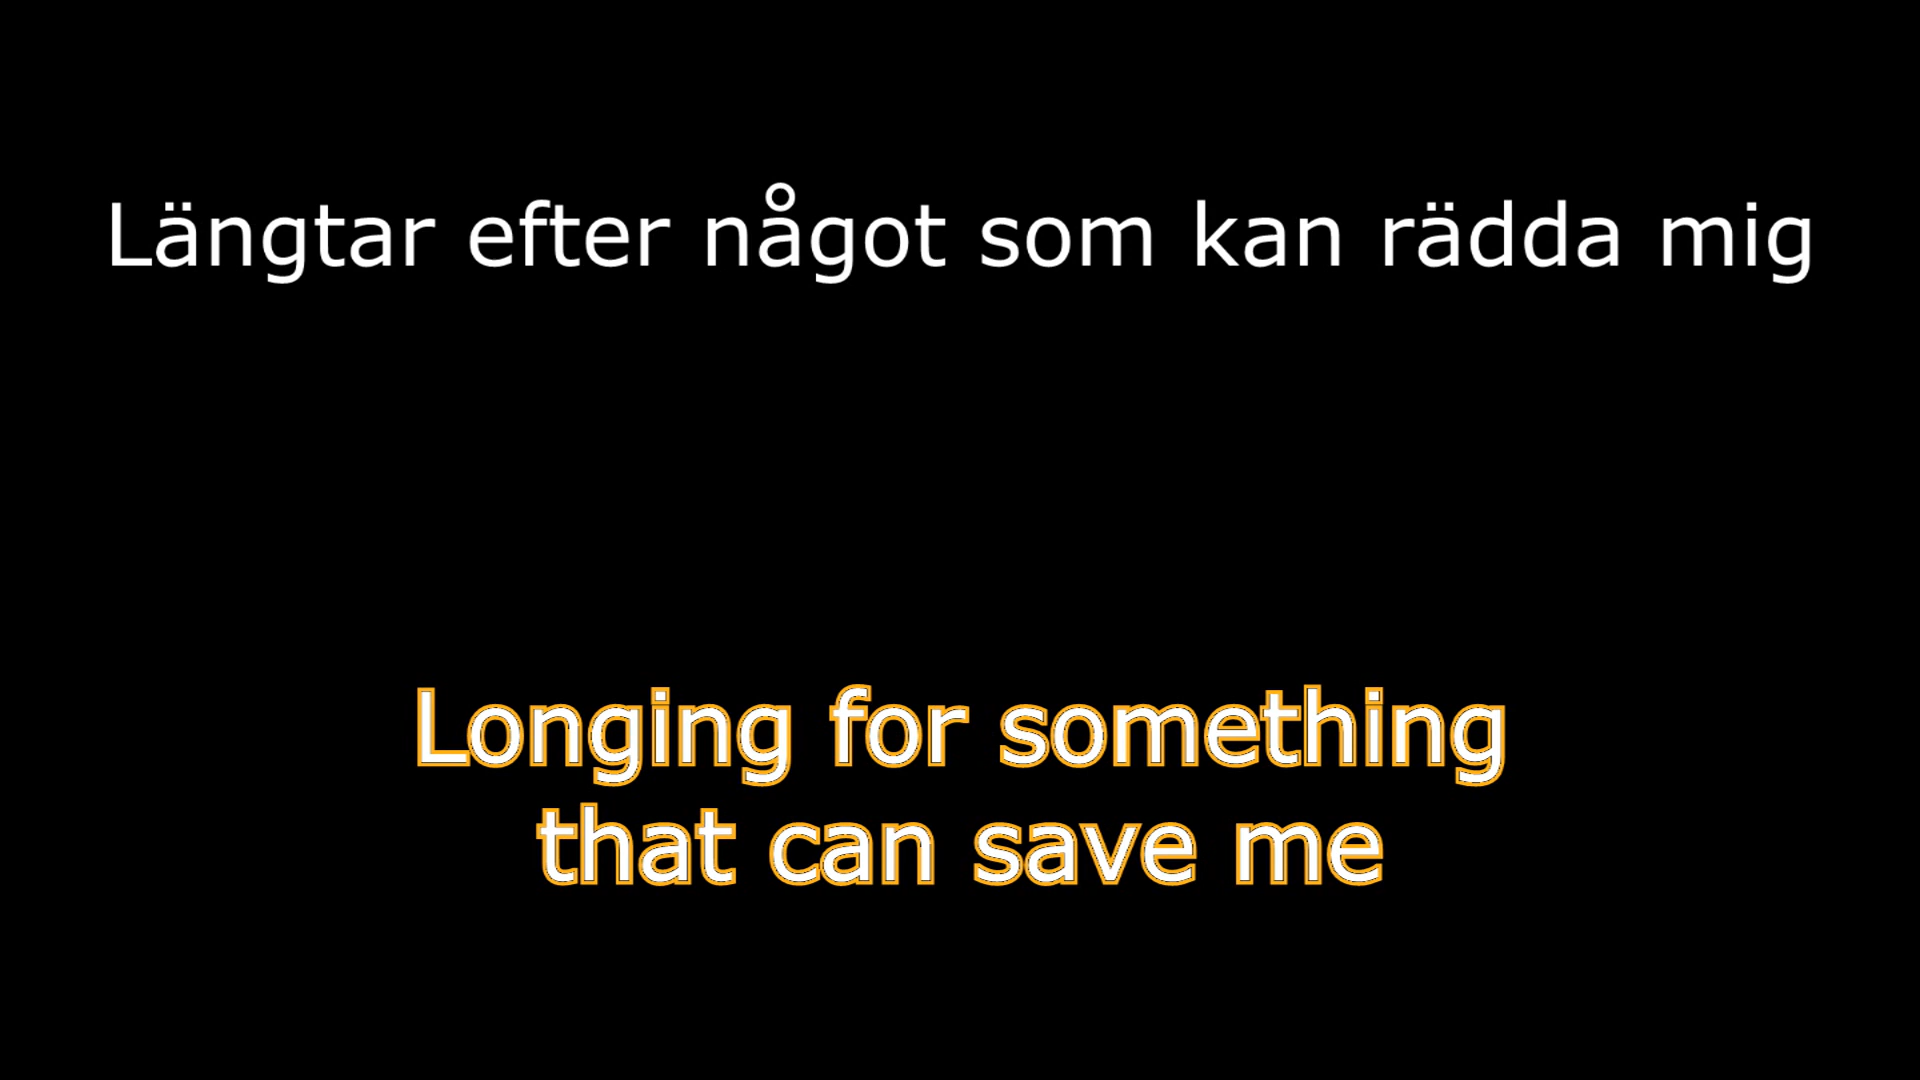 Längtar efter något som kan rädda mig
Longing for something
that can save me